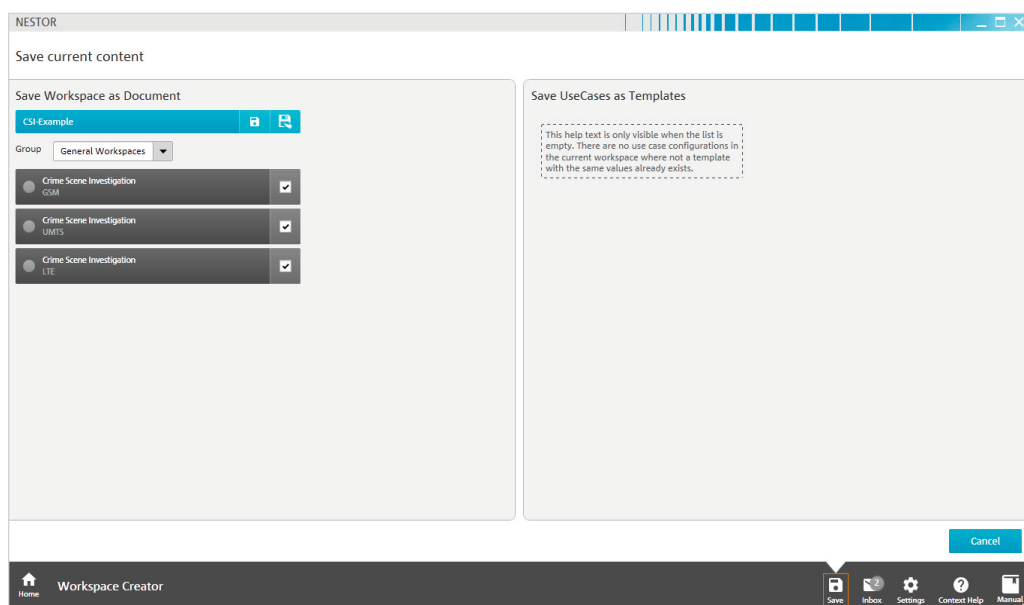 NESTOR
Save current content
Save Workspace as Document
CSI-Example
Group General Workspaces
Crime Scene Investigation
GSM
Crime Scene Investigation
UMTS
Crime Scene Investigation
LTE
Save UseCases as Templates
This help text is only visible when the list is
empty. There are no use case configurations in
the current workspace where not a template
with the same values already exists.
Cancel
Home
Workspace Creator
Save
2
Inbox
Settings
Context Help
Manual